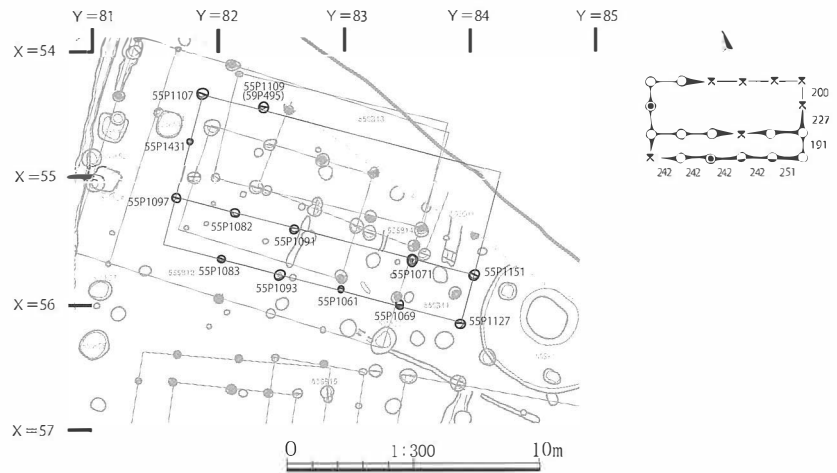 Y=81
Y=82
Y=83
Y=84
Y=85
X=54
X=55
X=56
X=57
55P1107
55P1109
(59P495)
55P1431
55P1097
55P1082
55P1091
55P1083
55P1093
55P1061
55P1071
55P1069
55P1151
55P1127
200
227
191
242
242
242
242
251
0
1:300
10m